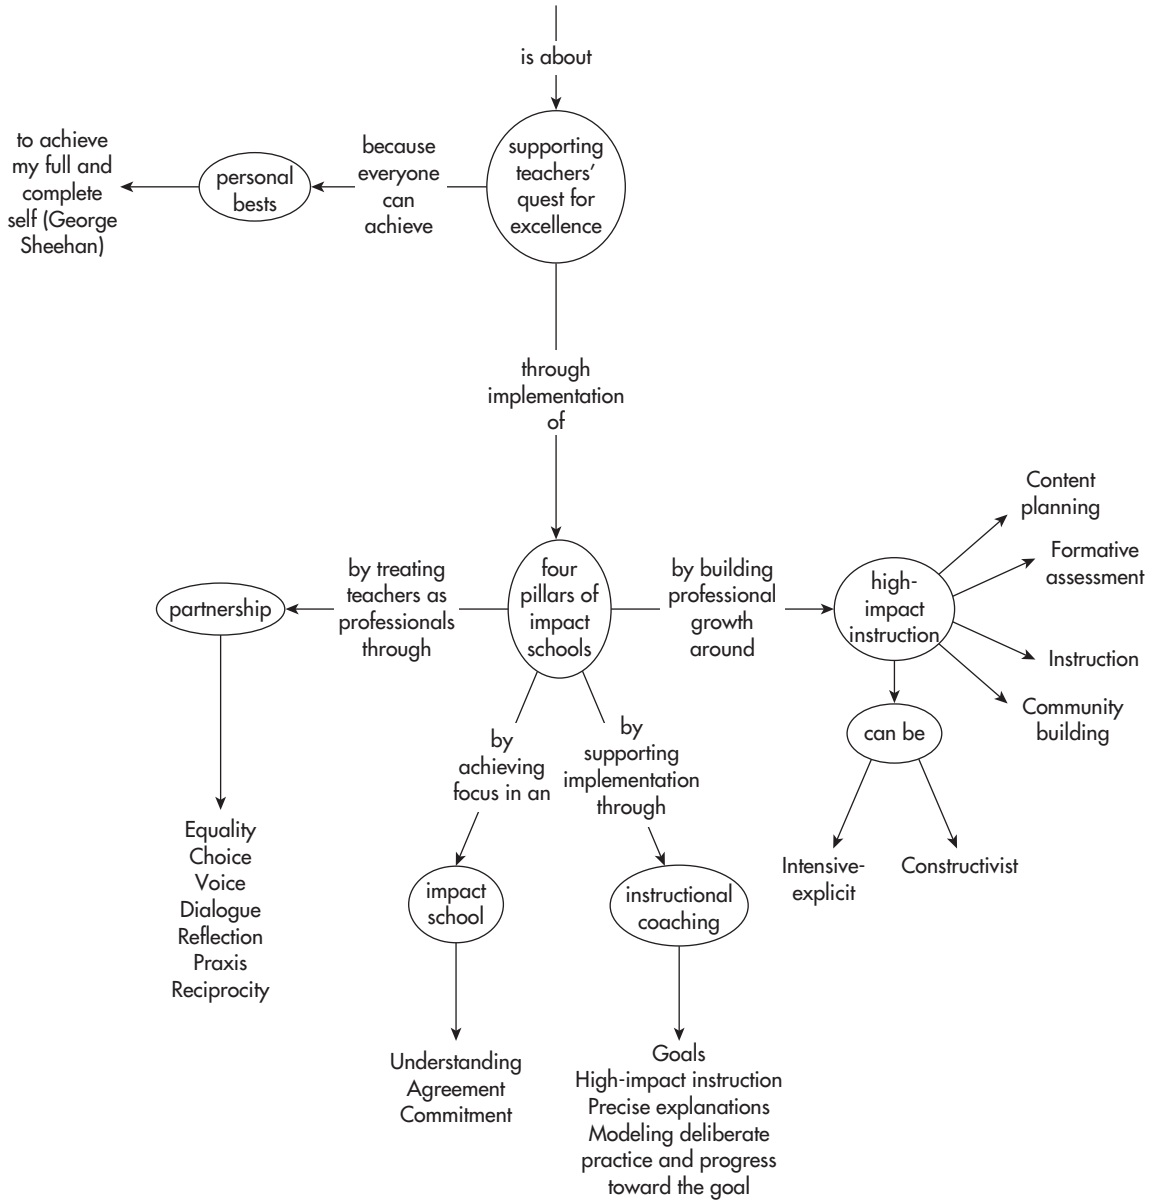 is about
supporting
teachers’
quest for
excellence
because
everyone
can
achieve
personal
bests
to achieve
my full and
complete
self (George
Sheehan)
through
implementation
of
four
pillars of
impact
schools
by treating
teachers as
professionals
through
partnership
Equality
Choice
Voice
Dialogue
Reflection
Praxis
Reciprocity
by
achieving
focus in an
impact
school
Understanding
Agreement
Commitment
by
supporting
implementation
through
instructional
coaching
Goals
High-impact instruction
Precise explanations
Modeling deliberate
practice and progress
toward the goal
by building
professional
growth
around
high-
impact
instruction
Content
planning
Formative
assessment
Instruction
Community
building
can be
Intensive-
explicit
Constructivist